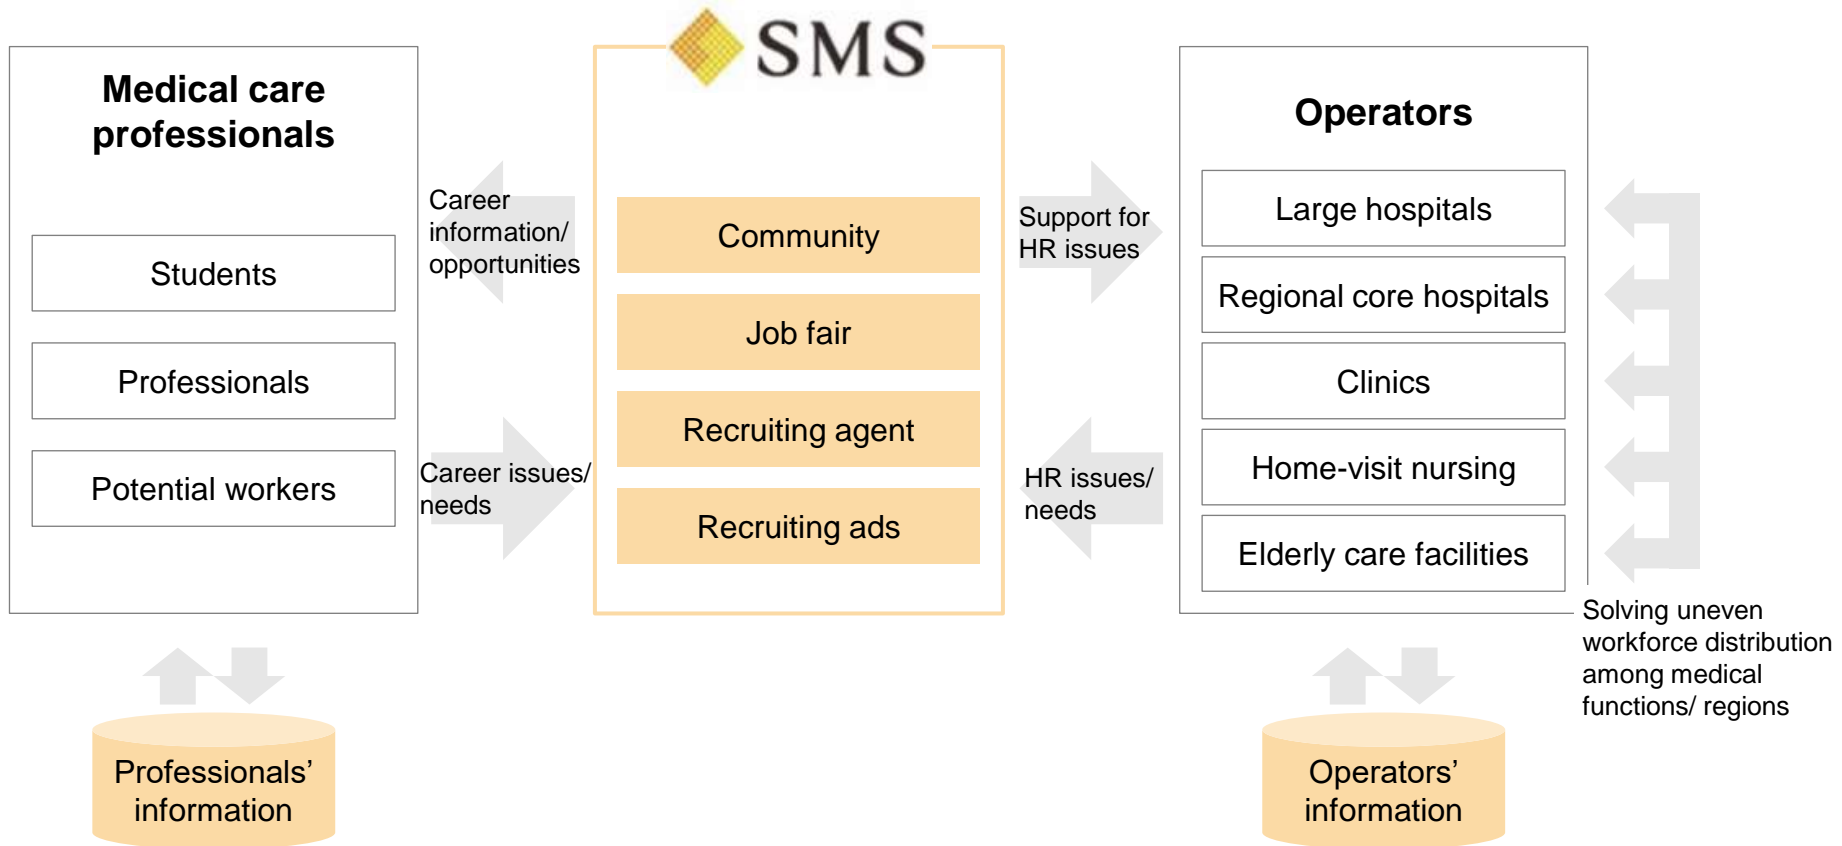 SMS
Medical care
professionals
Students
Professionals
Potential workers
Career
information/
opportunities
Career issues/
needs
Community
Job fair
Recruiting agent
Recruiting ads
Support for
HR issues
HR issues/
needs
Operators
Large hospitals
Regional core hospitals
Clinics
Home-visit nursing
Elderly care facilities
Solving uneven
workforce distribution
among medical
functions/ regions
Professionals’
information
Operators’
information